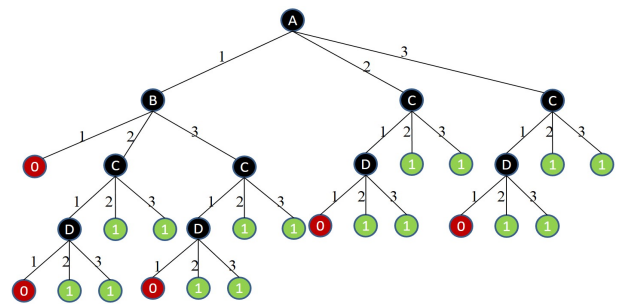 A
1 2 3
B C C
1 2 3 1 2 3 1 2 3
0 C C D 1 1 D 1 1
1 2 3 1 2 3 1 2 3 1 2 3
D 1 1 D 1 1 0 1 1 0 1 1
1 2 3 1 2 3
0 1 1 0 1 1